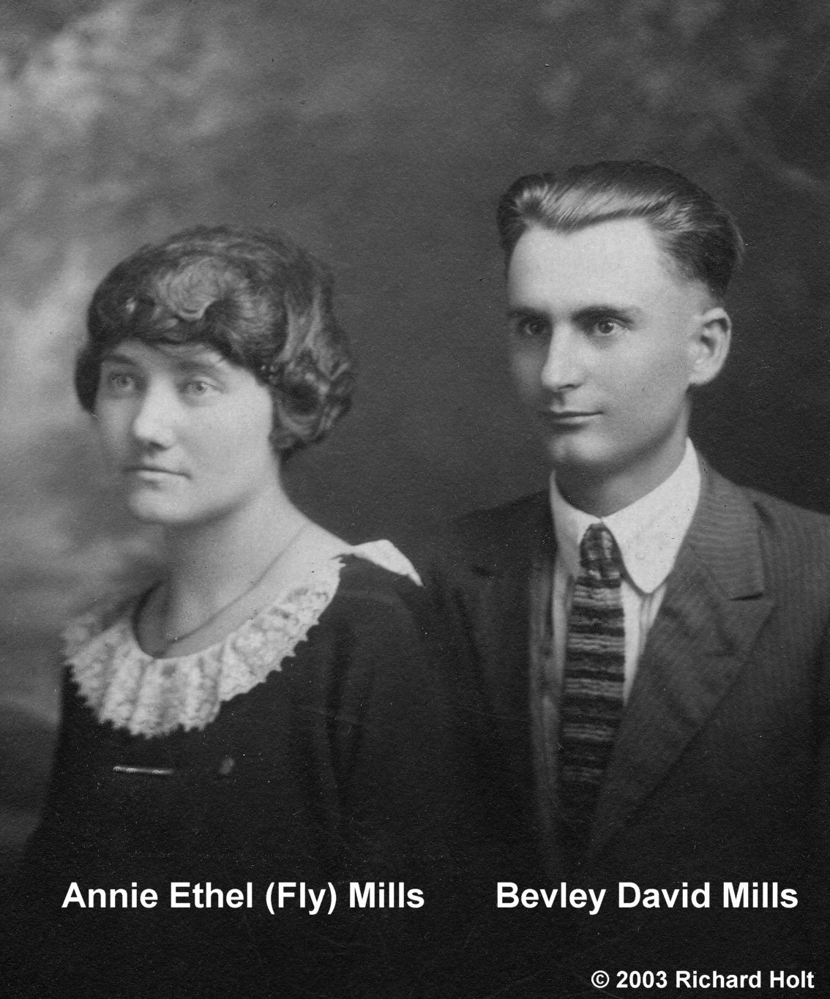 Annie Ethel (Fly) Mills Bevley David Mills
© 2003 Richard Holt